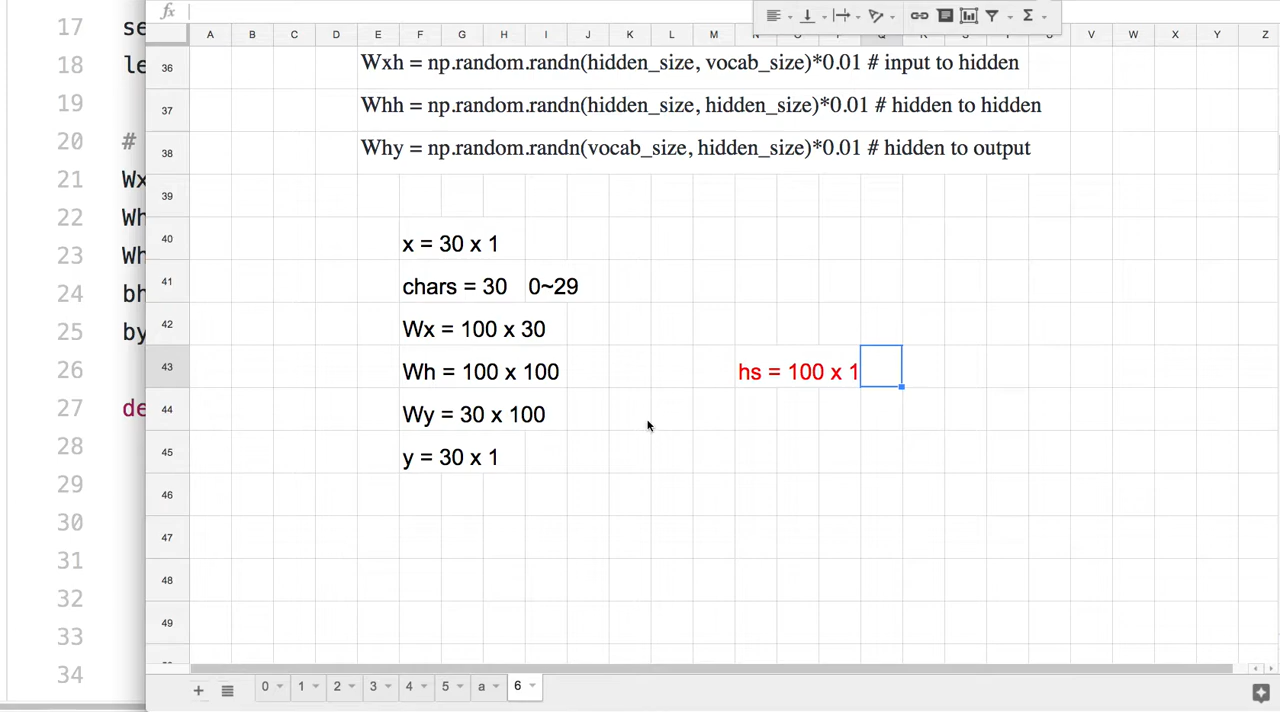 fx
A C D E F G H I J K L M N Q U V W X Y Z
36 Wxh = np.random.randn(hidden_size, vocab_size)*0.01 # input to hidden
37 Whh = np.random.randn(hidden_size, hidden_size)*0.01 # hidden to hidden
38 Why = np.random.randn(vocab_size, hidden_size)*0.01 # hidden to output
39
40 x = 30 x 1
41 chars = 30 0~29
42 Wx = 100 x 30
43 Wh = 100 x 100 hs = 100 x 1
44 Wy = 30 x 100
45 y = 30 x 1
46
47
48
49
17 se
18 le
19
20 #
21 Wx
22 Wh
23 Wh
24 bh
25 by
26
27 de
28
29
30
31
32
33
34
0 1 2 3 4 5 a 6